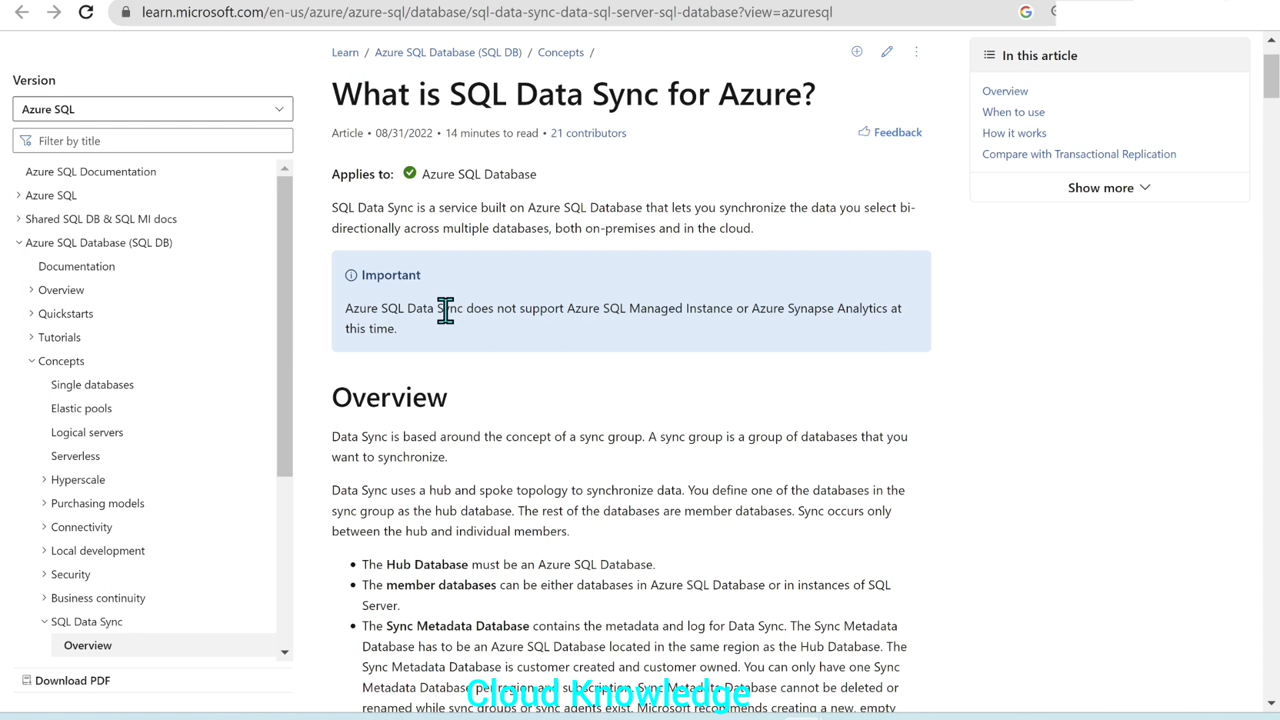 learn.microsoft.com/en-us/azure/azure-sql/database/sql-data-sync-data-sql-server-sql-database?view=azuresql
Version
Azure SQL
Filter by title
Azure SQL Documentation
Azure SQL
Shared SQL DB & SQL MI docs
Azure SQL Database (SQL DB)
Documentation
Overview
Quickstarts
Tutorials
Concepts
Single databases
Elastic pools
Logical servers
Serverless
Hyperscale
Purchasing models
Connectivity
Local development
Security
Business continuity
SQL Data Sync
Overview
Download PDF
Learn / Azure SQL Database (SQL DB) / Concepts /
What is SQL Data Sync for Azure?
Article • 08/31/2022 • 14 minutes to read • 21 contributors
Feedback
Applies to: Azure SQL Database
SQL Data Sync is a service built on Azure SQL Database that lets you synchronize the data you select bi-
directionally across multiple databases, both on-premises and in the cloud.
Important
Azure SQL Data Sync does not support Azure SQL Managed Instance or Azure Synapse Analytics at
this time.
Overview
Data Sync is based around the concept of a sync group. A sync group is a group of databases that you
want to synchronize.
Data Sync uses a hub and spoke topology to synchronize data. You define one of the databases in the
sync group as the hub database. The rest of the databases are member databases. Sync occurs only
between the hub and individual members.
• The Hub Database must be an Azure SQL Database.
• The member databases can be either databases in Azure SQL Database or in instances of SQL
Server.
• The Sync Metadata Database contains the metadata and log for Data Sync. The Sync Metadata
Database has to be an Azure SQL Database located in the same region as the Hub Database. The
Sync Metadata Database is customer created and customer owned. You can only have one Sync
Metadata Database per region and subscription. Sync Metadata Database cannot be deleted or
renamed while sync groups or sync agents exist. Microsoft recommends creating a new, empty
Cloud Knowledge
In this article
Overview
When to use
How it works
Compare with Transactional Replication
Show more